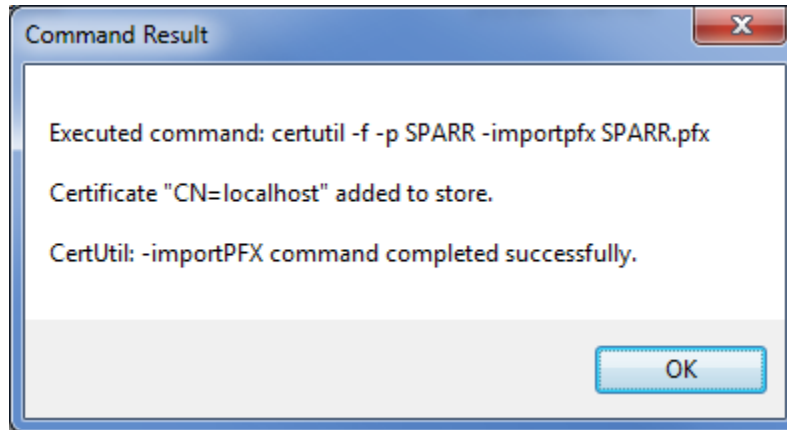 Command Result
Executed command: certutil -f -p SPARR -importpfx SPARR.pfx
Certificate "CN=localhost" added to store.
CertUtil: -importPFX command completed successfully.
OK